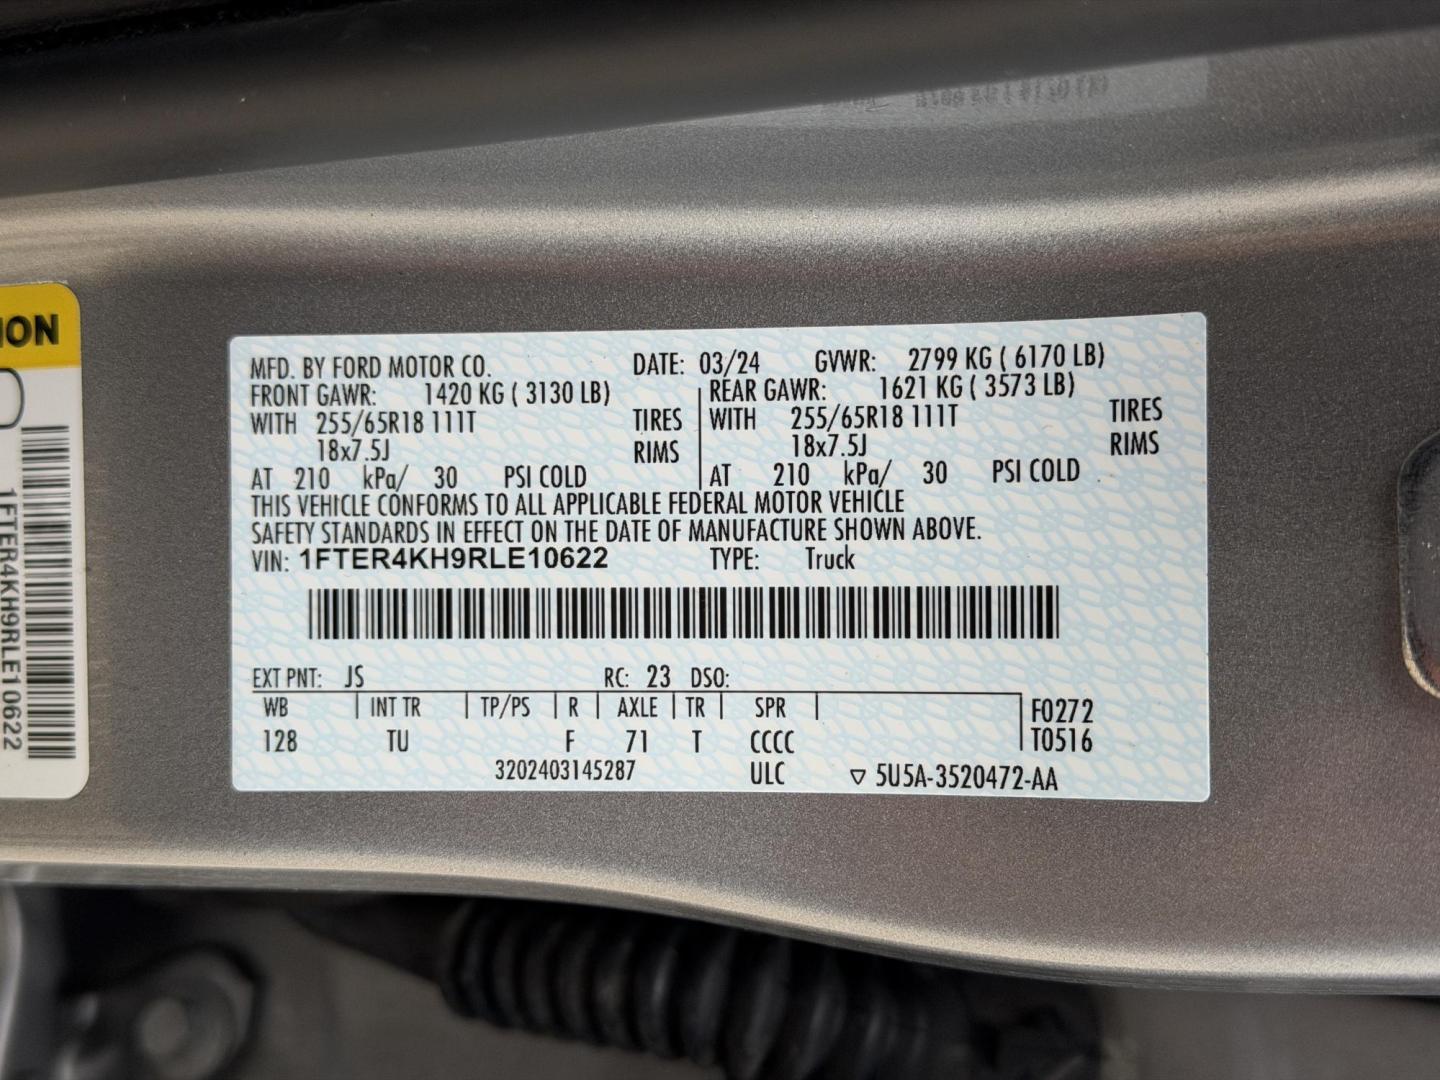 ION
1FTER4KH9RLE10622
MFD. BY FORD MOTOR CO. DATE: 03/24 GVWR: 2799 KG ( 6170 LB)
FRONT GAWR: 1420 KG ( 3130 LB) REAR GAWR: 1621 KG ( 3573 LB)
WITH 255/65R18 111T TIRES WITH 255/65R18 111T TIRES
18x7.5J RIMS 18x7.5J RIMS
AT 210 kPa/ 30 PSI COLD AT 210 kPa/ 30 PSI COLD
THIS VEHICLE CONFORMS TO ALL APPLICABLE FEDERAL MOTOR VEHICLE
SAFETY STANDARDS IN EFFECT ON THE DATE OF MANUFACTURE SHOWN ABOVE.
VIN: 1FTER4KH9RLE10622 TYPE: Truck
EXT PNT: JS RC: 23 DSO:
WB INT TR TP/PS R AXLE TR SPR F0272
128 TU F 71 T CCCC T0516
3202403145287 ULC ▽ 5U5A-3520472-AA